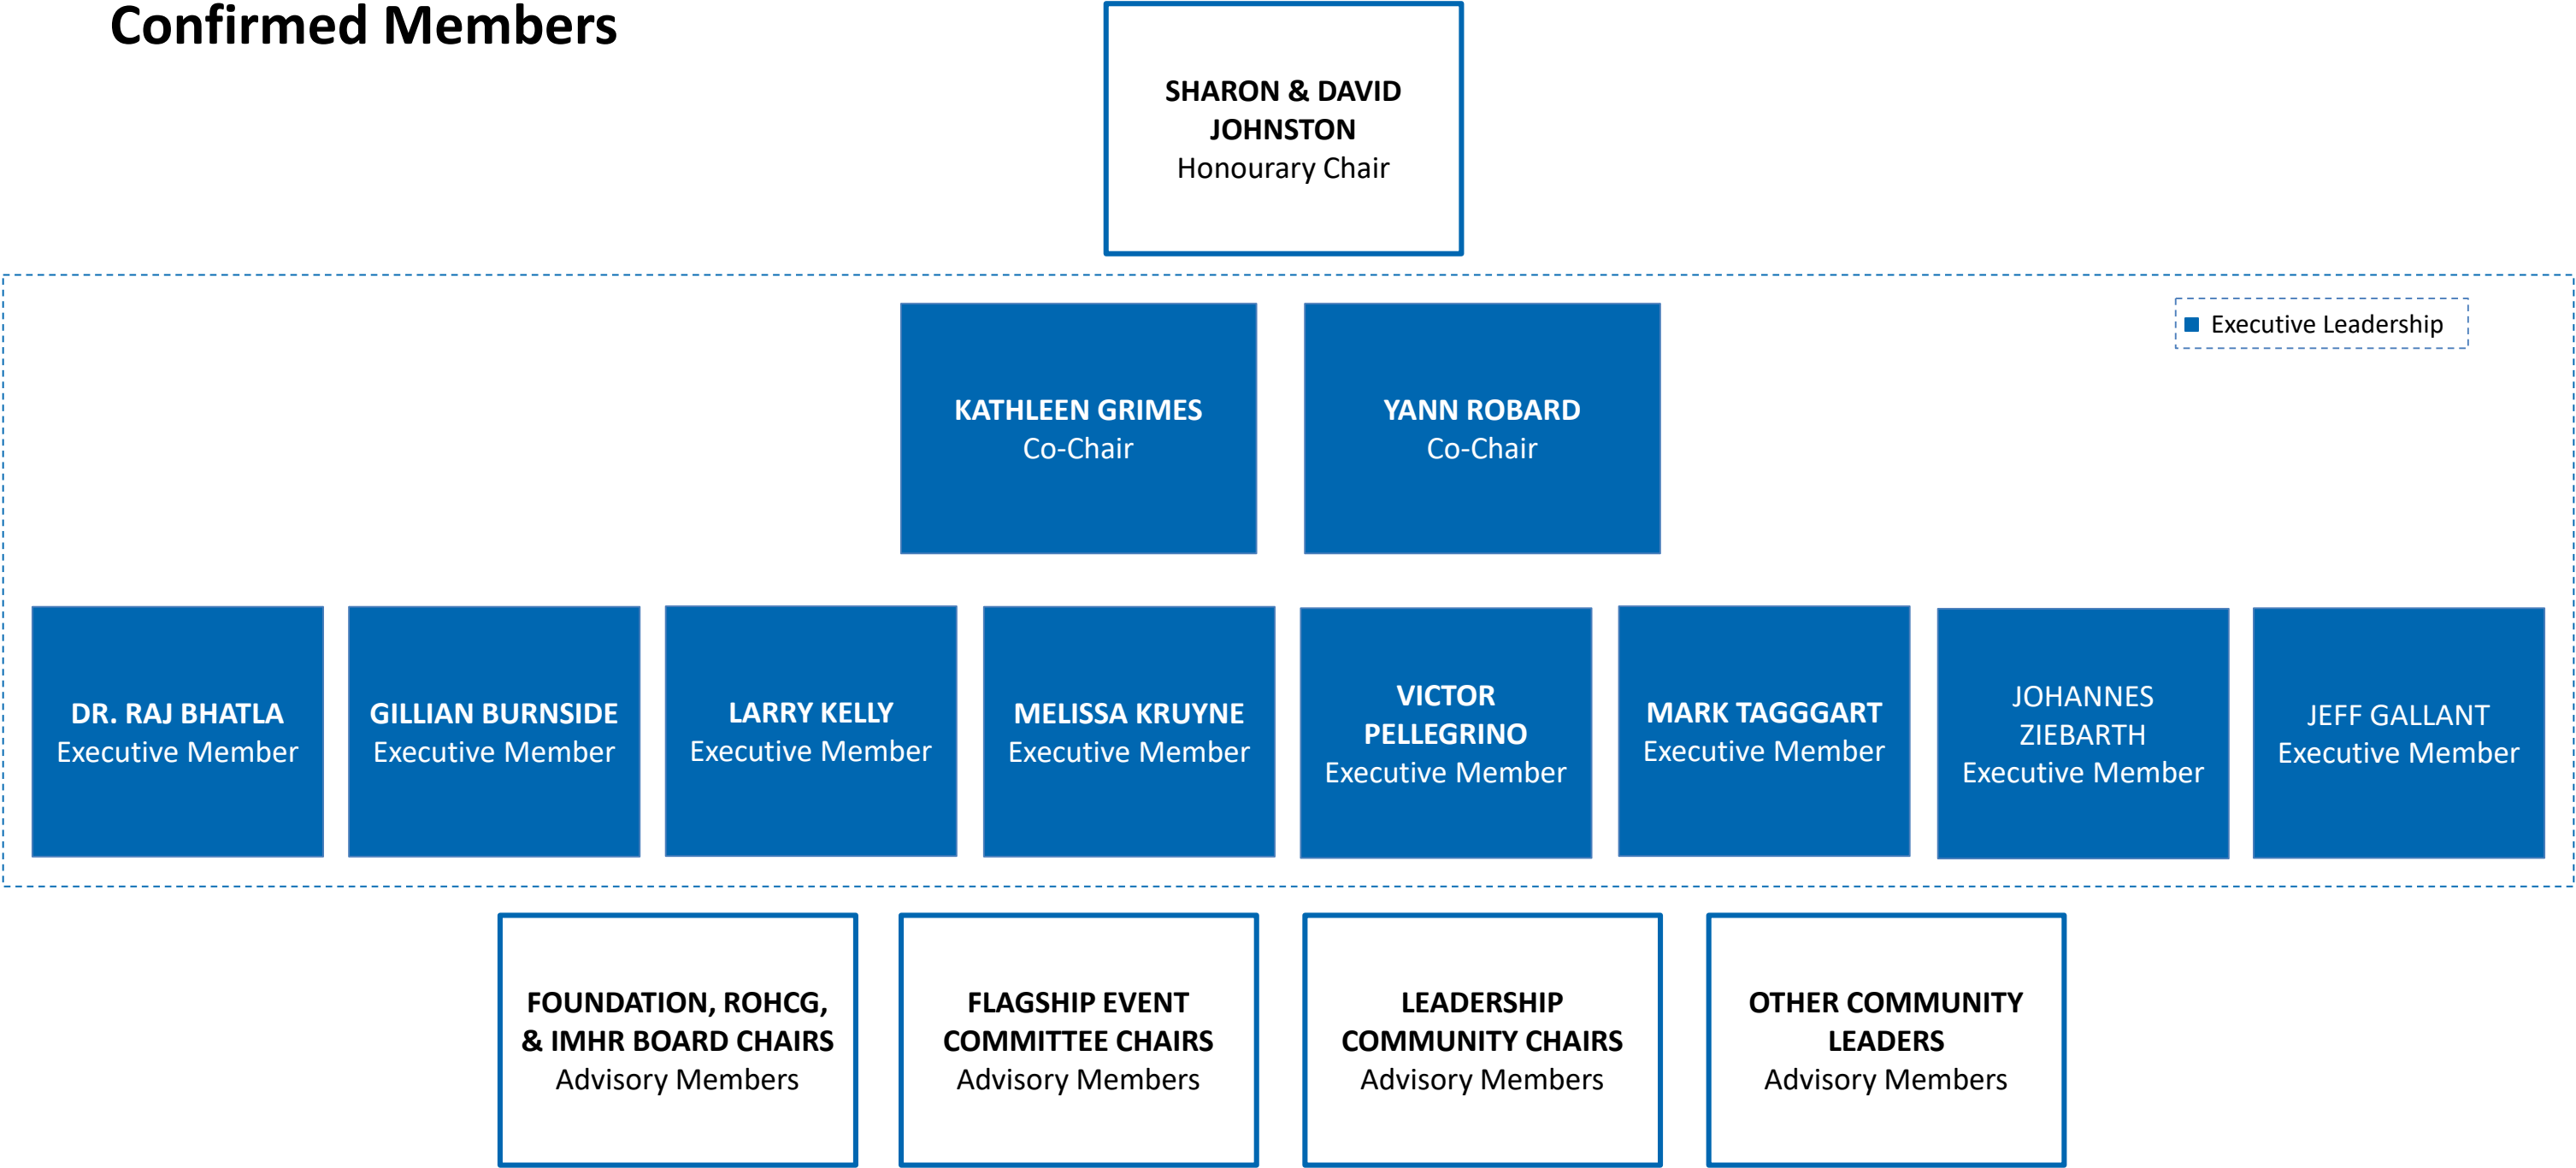 Confirmed Members
SHARON & DAVID
JOHNSTON
Honourary Chair
Executive Leadership
KATHLEEN GRIMES
Co-Chair
YANN ROBARD
Co-Chair
DR. RAJ BHATLA
Executive Member
GILLIAN BURNSIDE
Executive Member
LARRY KELLY
Executive Member
MELISSA KRUYNE
Executive Member
VICTOR
PELLEGRINO
Executive Member
MARK TAGGGART
Executive Member
JOHANNES
ZIEBARTH
Executive Member
JEFF GALLANT
Executive Member
FOUNDATION, ROHCG,
& IMHR BOARD CHAIRS
Advisory Members
FLAGSHIP EVENT
COMMITTEE CHAIRS
Advisory Members
LEADERSHIP
COMMUNITY CHAIRS
Advisory Members
OTHER COMMUNITY
LEADERS
Advisory Members